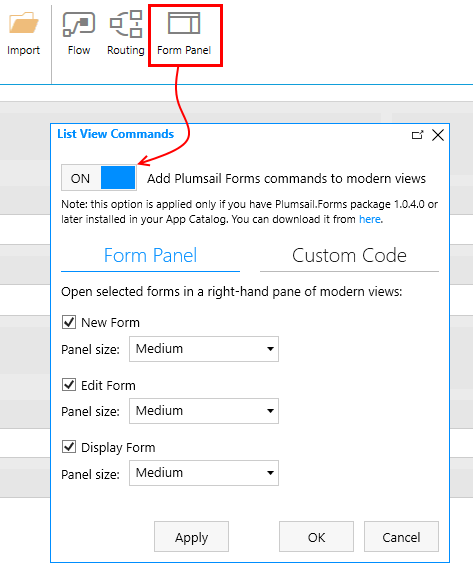 Import Flow Routing Form Panel
List View Commands
ON Add Plumsail Forms commands to modern views
Note: this option is applied only if you have Plumsail.Forms package 1.0.4.0 or
later installed in your App Catalog. You can download it from here.
Form Panel Custom Code
Open selected forms in a right-hand pane of modern views:
New Form
Panel size: Medium
Edit Form
Panel size: Medium
Display Form
Panel size: Medium
Apply OK Cancel